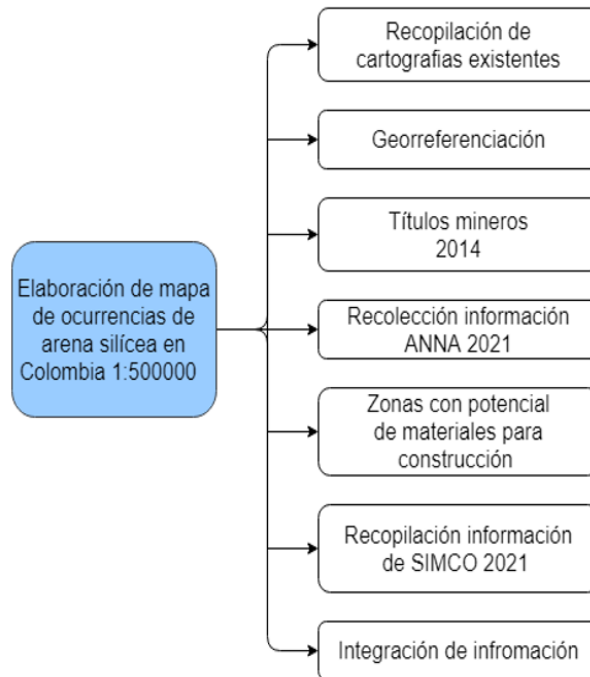 Elaboración de mapa
de ocurrencias de
arena silícea en
Colombia 1:500000
Recopilación de
cartografias existentes
Georreferenciación
Títulos mineros
2014
Recolección información
ANNA 2021
Zonas con potencial
de materiales para
construcción
Recopilación información
de SIMCO 2021
Integración de infromación